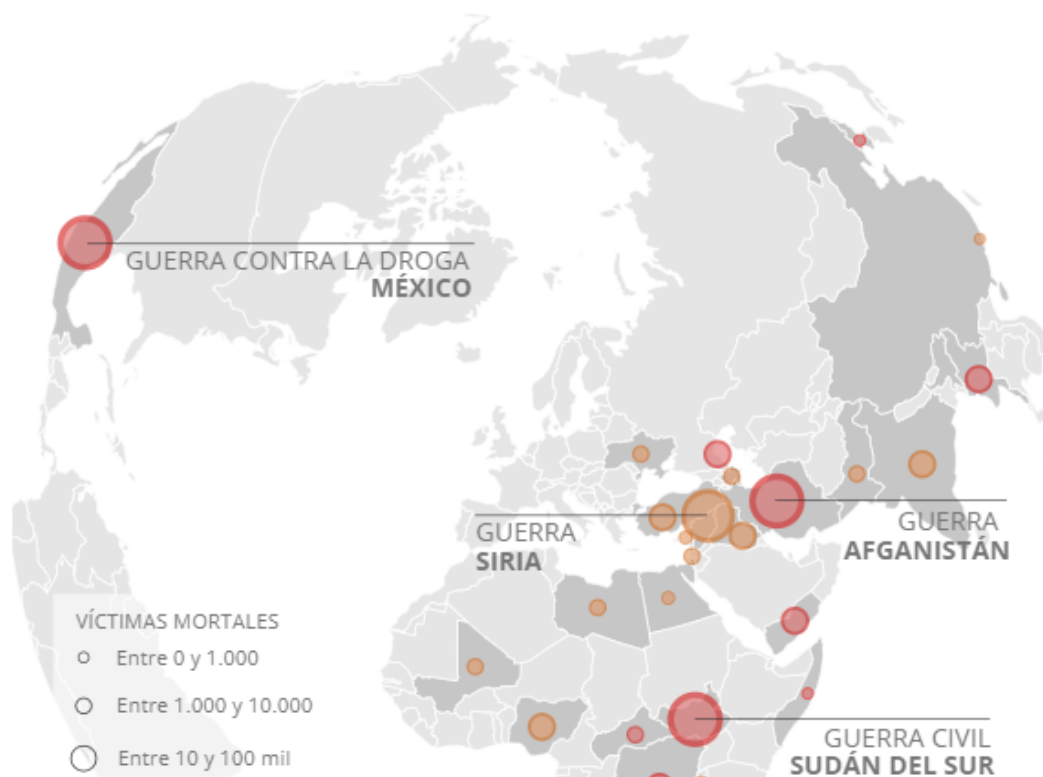 GUERRA CONTRA LA DROGA
MÉXICO
GUERRA
SIRIA
GUERRA
AFGANISTÁN
VÍCTIMAS MORTALES
Entre 0 y 1.000
Entre 1.000 y 10.000
Entre 10 y 100 mil
GUERRA CIVIL
SUDÁN DEL SUR